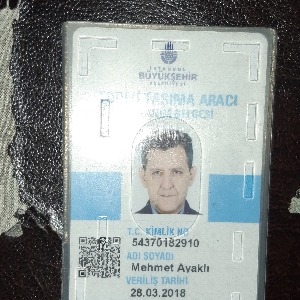 İSTANBUL
BÜYÜKŞEHİR
BELEDİYESİ
TOPLU TAŞIMA ARACI
T.C. KİMLİK NO
54370182910
ADI SOYADI
Mehmet Ayaklı
VERİLİŞ TARİHİ
28.03.2018